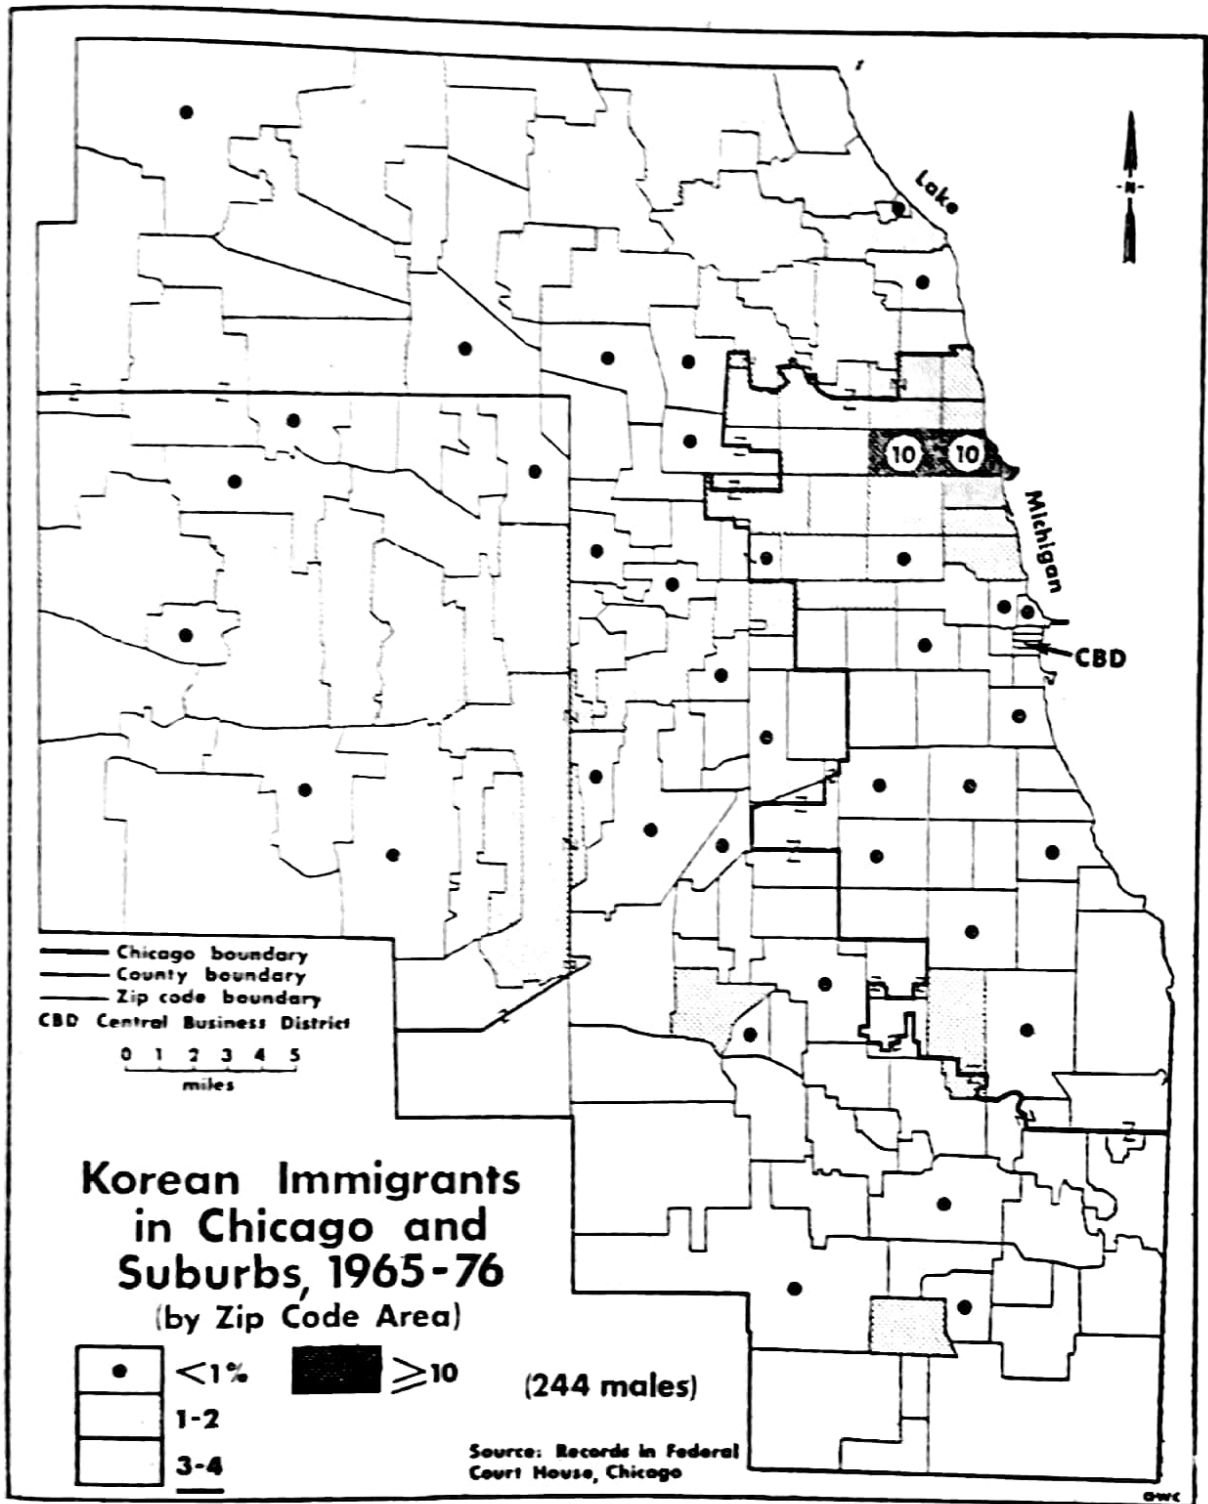 Lake
-N-
10
10
Michigan
CBD
Chicago boundary
County boundary
Zip code boundary
CBD Central Business District
0 1 2 3 4 5
miles
Korean Immigrants
in Chicago and
Suburbs, 1965-76
(by Zip Code Area)
<1%
≥10
(244 males)
1-2
3-4
Source: Records in Federal
Court House, Chicago
GWC